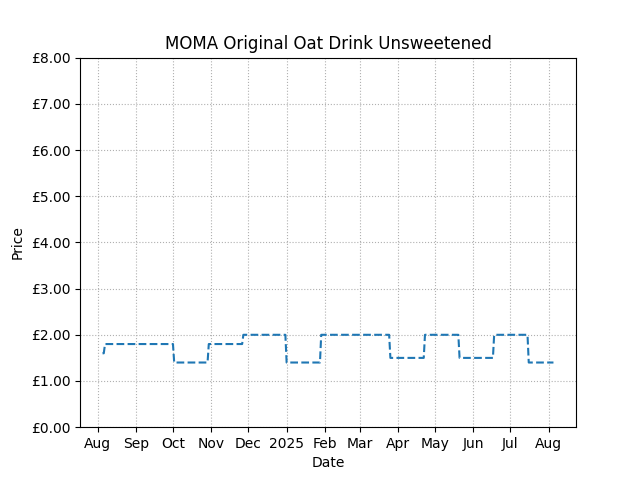 MOMA Original Oat Drink Unsweetened
£8.00
£7.00
£6.00
£5.00
£4.00
£3.00
£2.00
£1.00
£0.00
Price
Aug Sep Oct Nov Dec 2025 Feb Mar Apr May Jun Jul Aug
Date